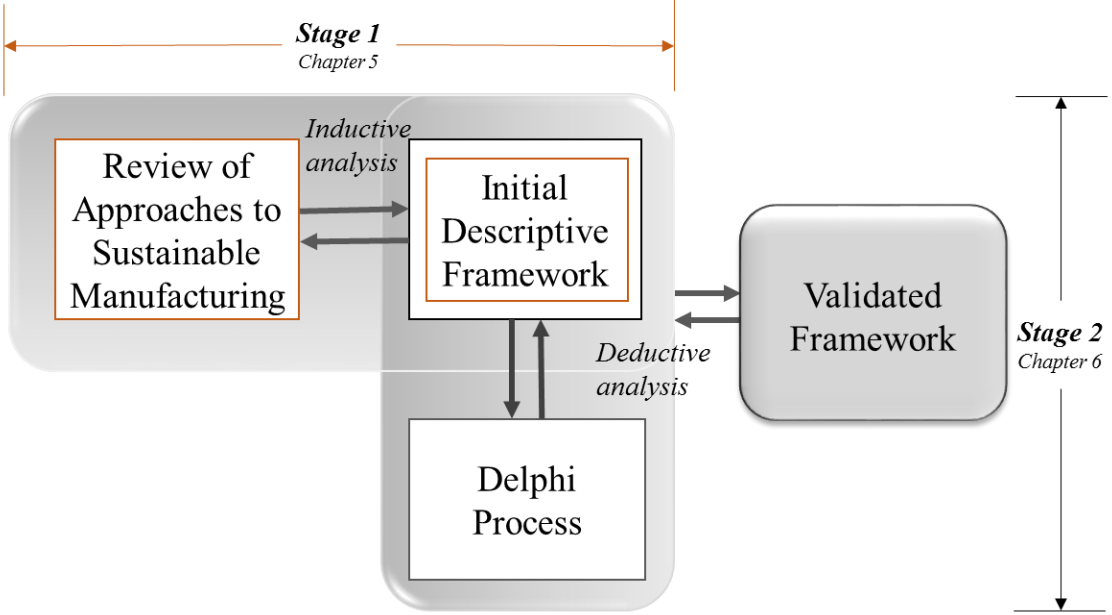 Stage 1
Chapter 5
Inductive
analysis
Review of
Approaches to
Sustainable
Manufacturing
Initial
Descriptive
Framework
Validated
Framework
Stage 2
Chapter 6
Deductive
analysis
Delphi
Process